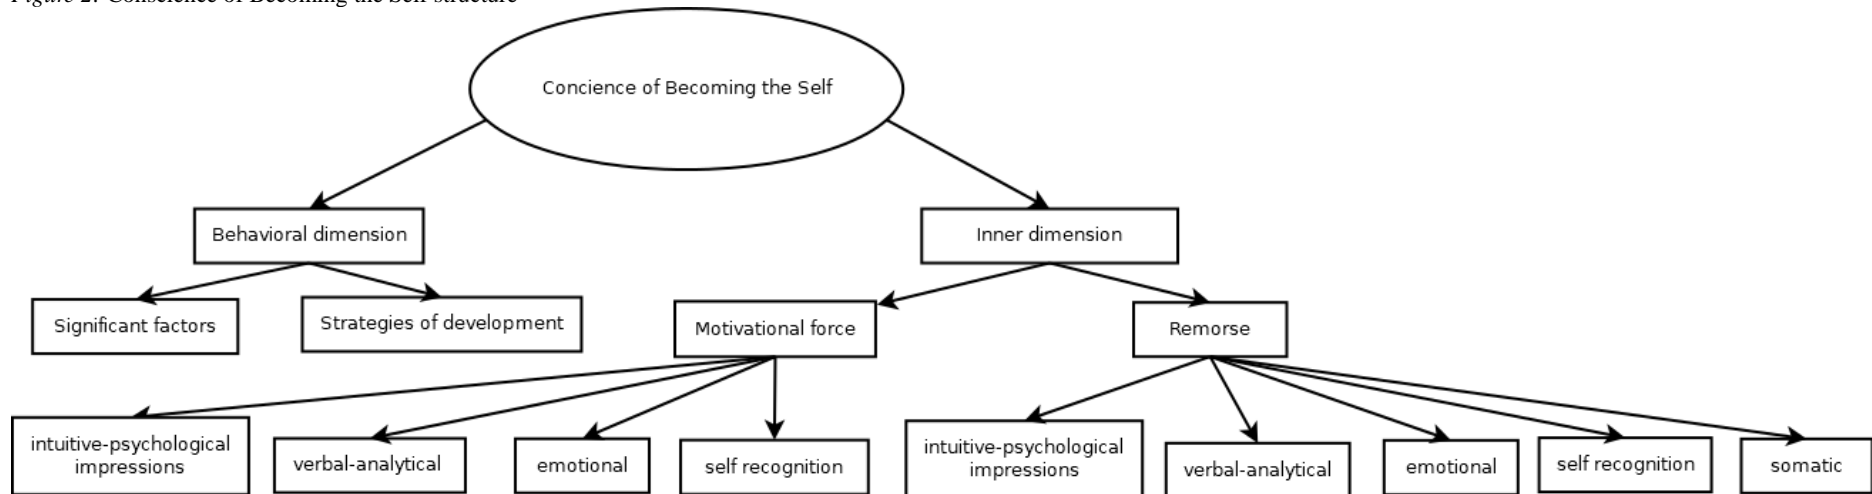 Figure 2. Conscience of Becoming the Self structure
Concience of Becoming the Self
Behavioral dimension
Inner dimension
Significant factors
Strategies of development
Motivational force
Remorse
intuitive-psychological
impressions
verbal-analytical
emotional
self recognition
intuitive-psychological
impressions
verbal-analytical
emotional
self recognition
somatic